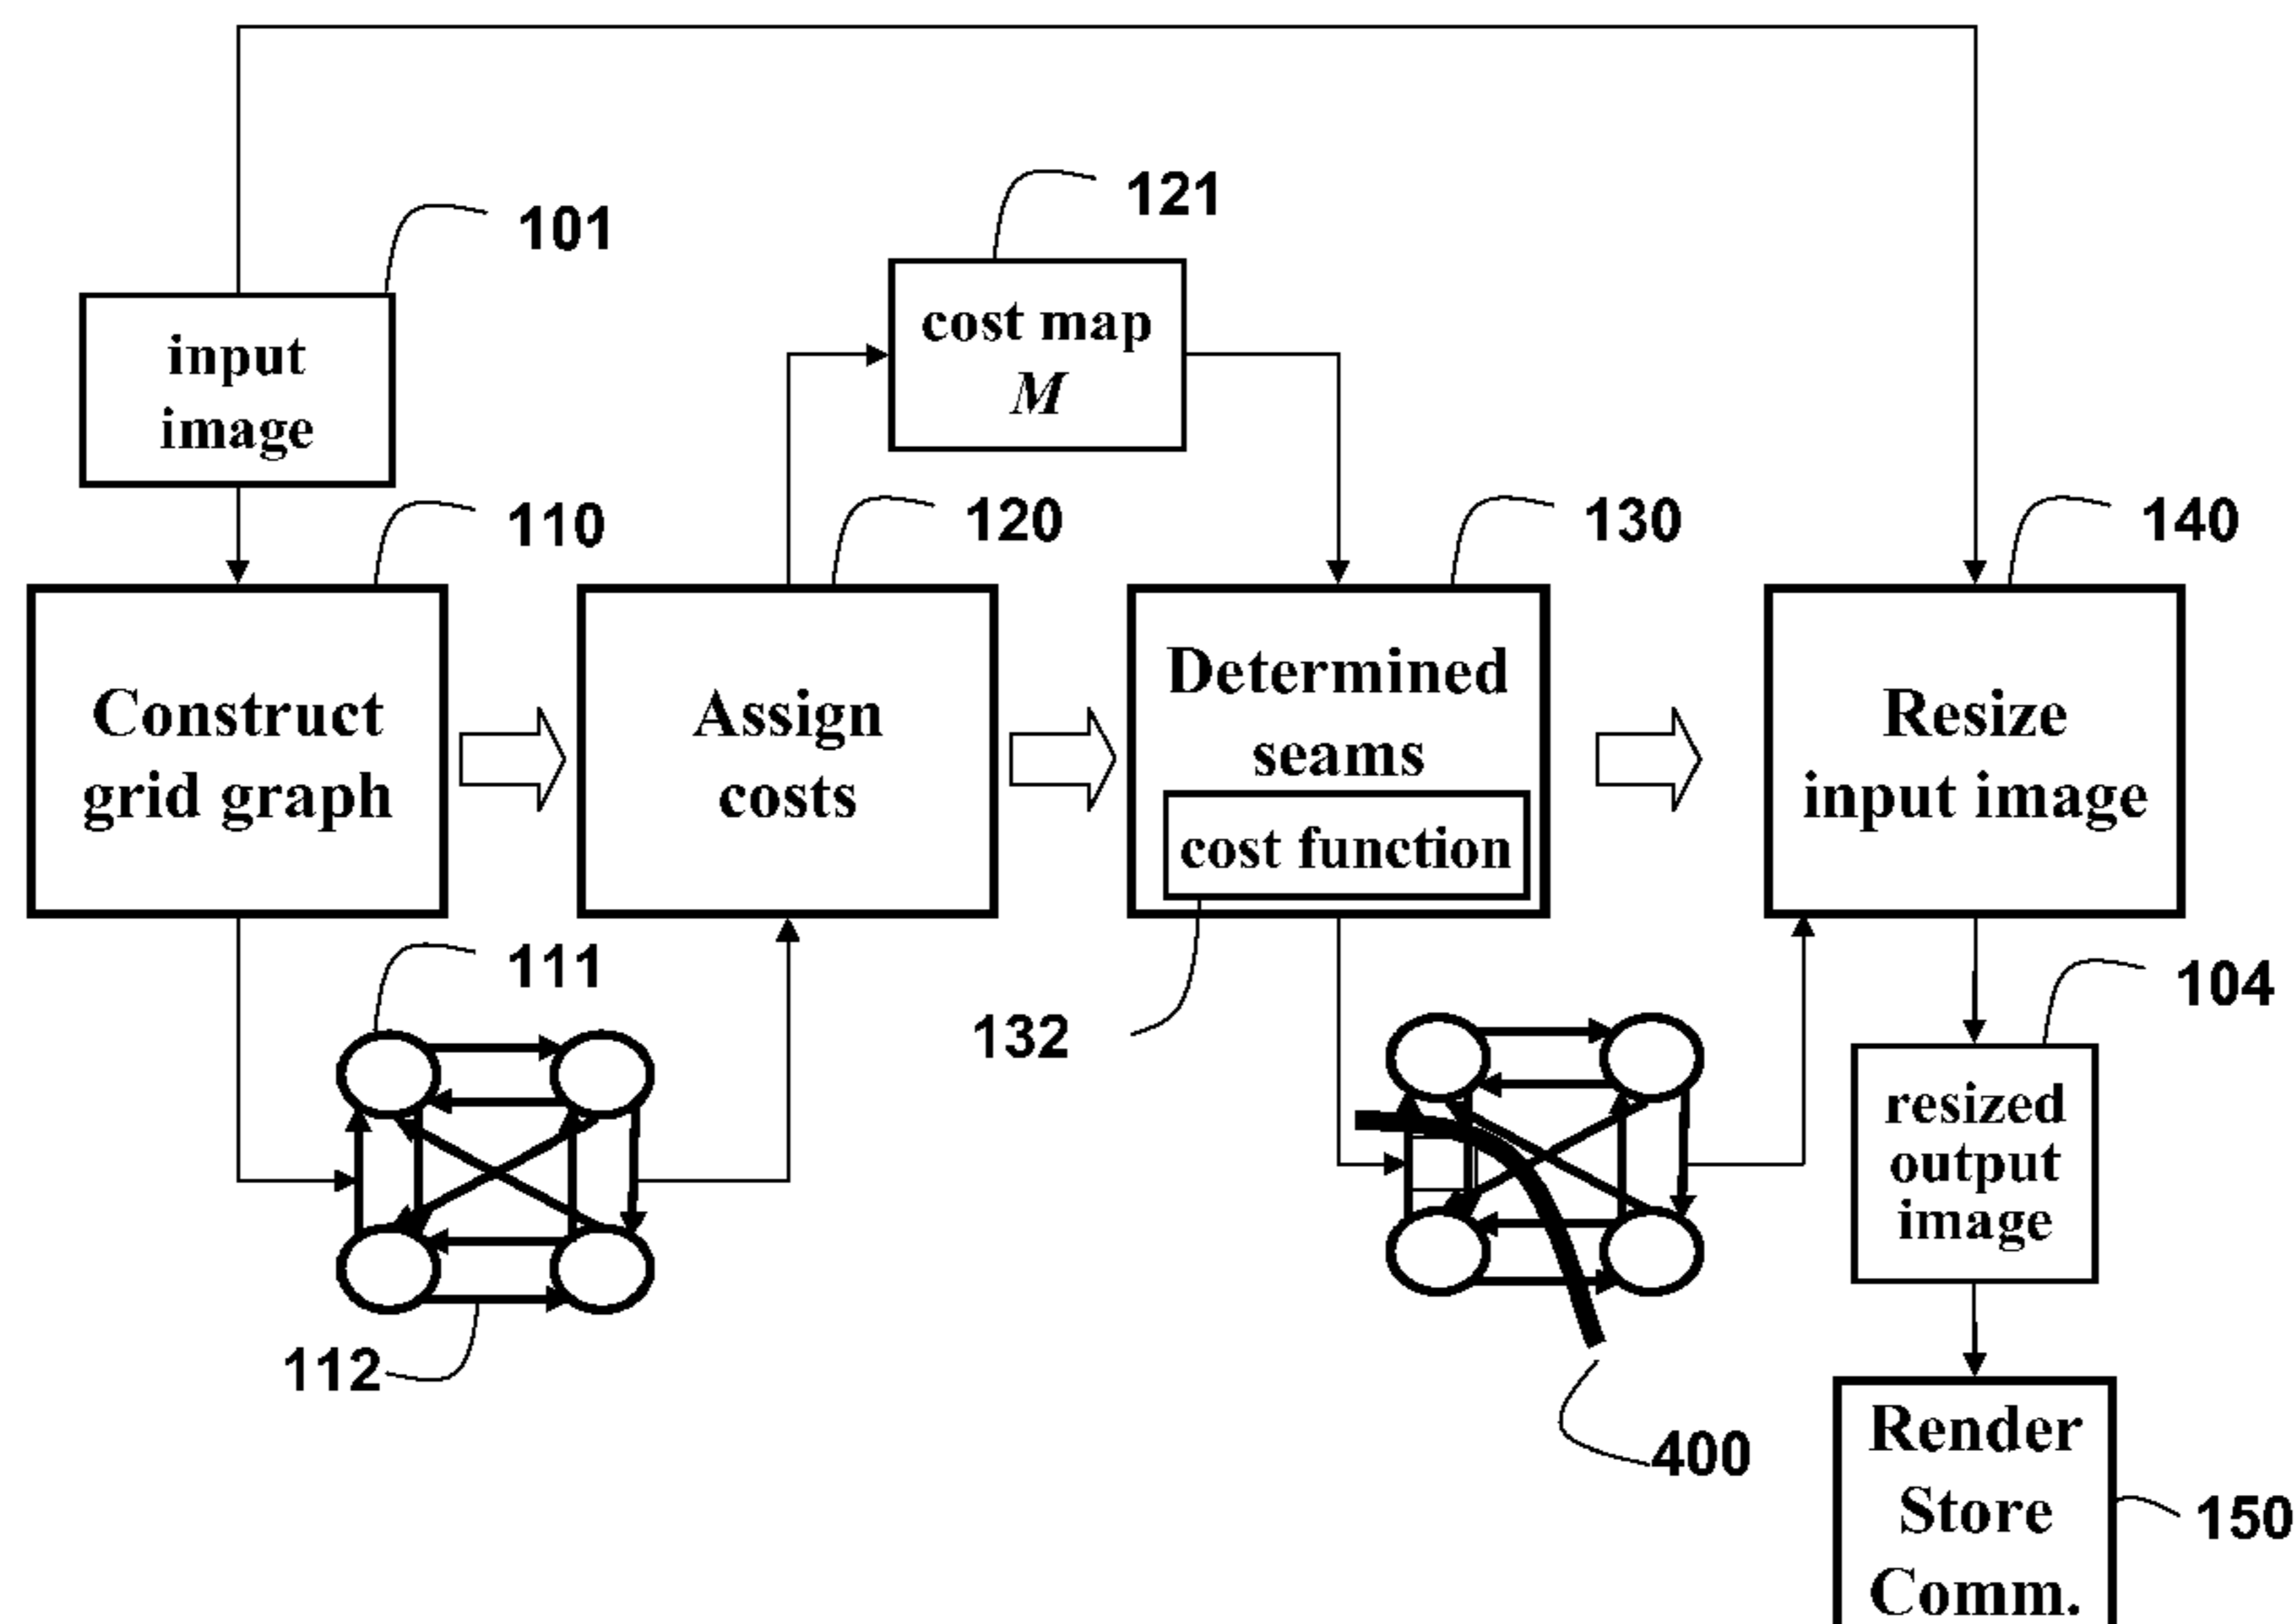 121
101
cost map
M
input
image
110
120
130
140
Construct
grid graph
Assign
costs
Determined
seams
cost function
Resize
input image
111
132
104
resized
output
image
112
400
Render
Store
Comm.
150